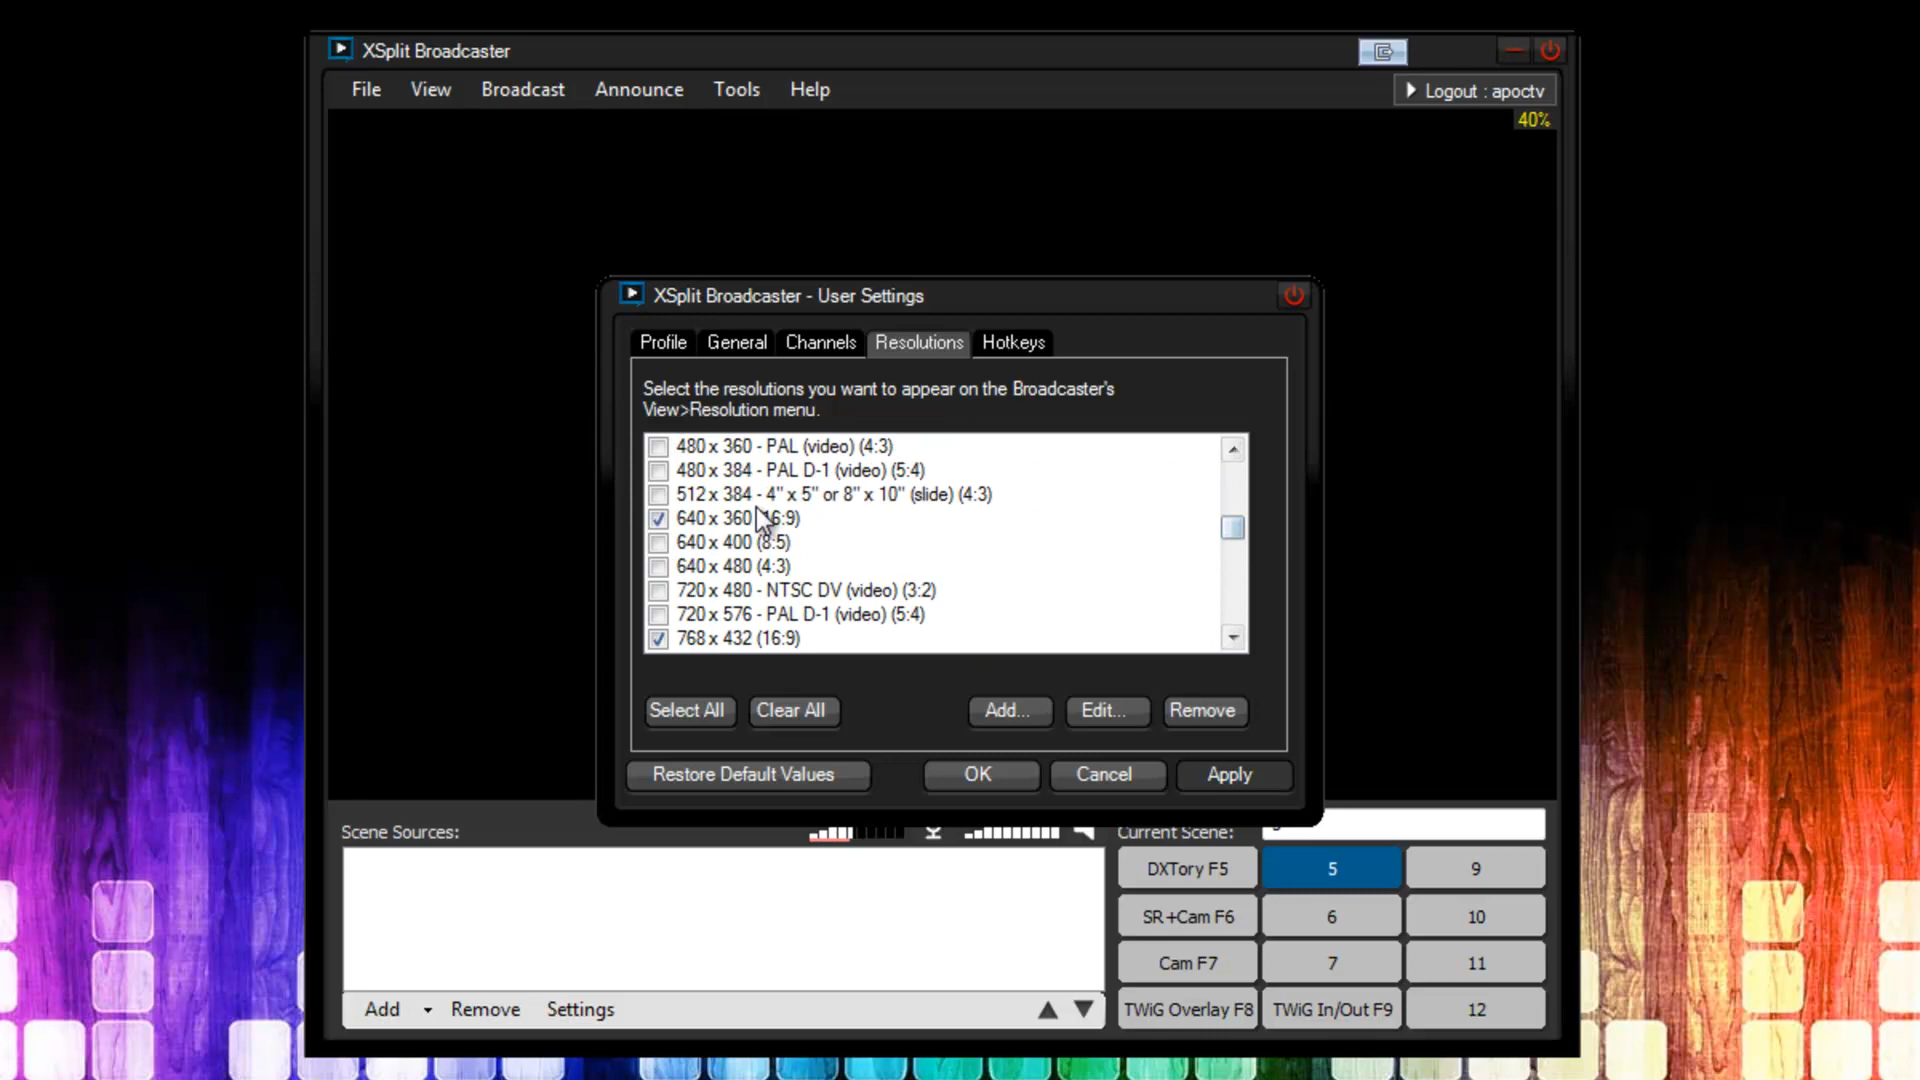 XSplit Broadcaster
File View Broadcast Announce Tools Help
Logout : apoctv
40%
XSplit Broadcaster - User Settings
Profile General Channels Resolutions Hotkeys
Select the resolutions you want to appear on the Broadcaster's
View>Resolution menu.
480 x 360 - PAL (video) (4:3)
480 x 384 - PAL D-1 (video) (5:4)
512 x 384 - 4" x 5" or 8" x 10" (slide) (4:3)
640 x 360 (16:9)
640 x 400 (8:5)
640 x 480 (4:3)
720 x 480 - NTSC DV (video) (3:2)
720 x 576 - PAL D-1 (video) (5:4)
768 x 432 (16:9)
Select All Clear All Add... Edit... Remove
Restore Default Values OK Cancel Apply
Scene Sources: Current Scene:
DXTory F5 5 9
SR+Cam F6 6 10
Cam F7 7 11
TWiG Overlay F8 TWiG In/Out F9 12
Add Remove Settings